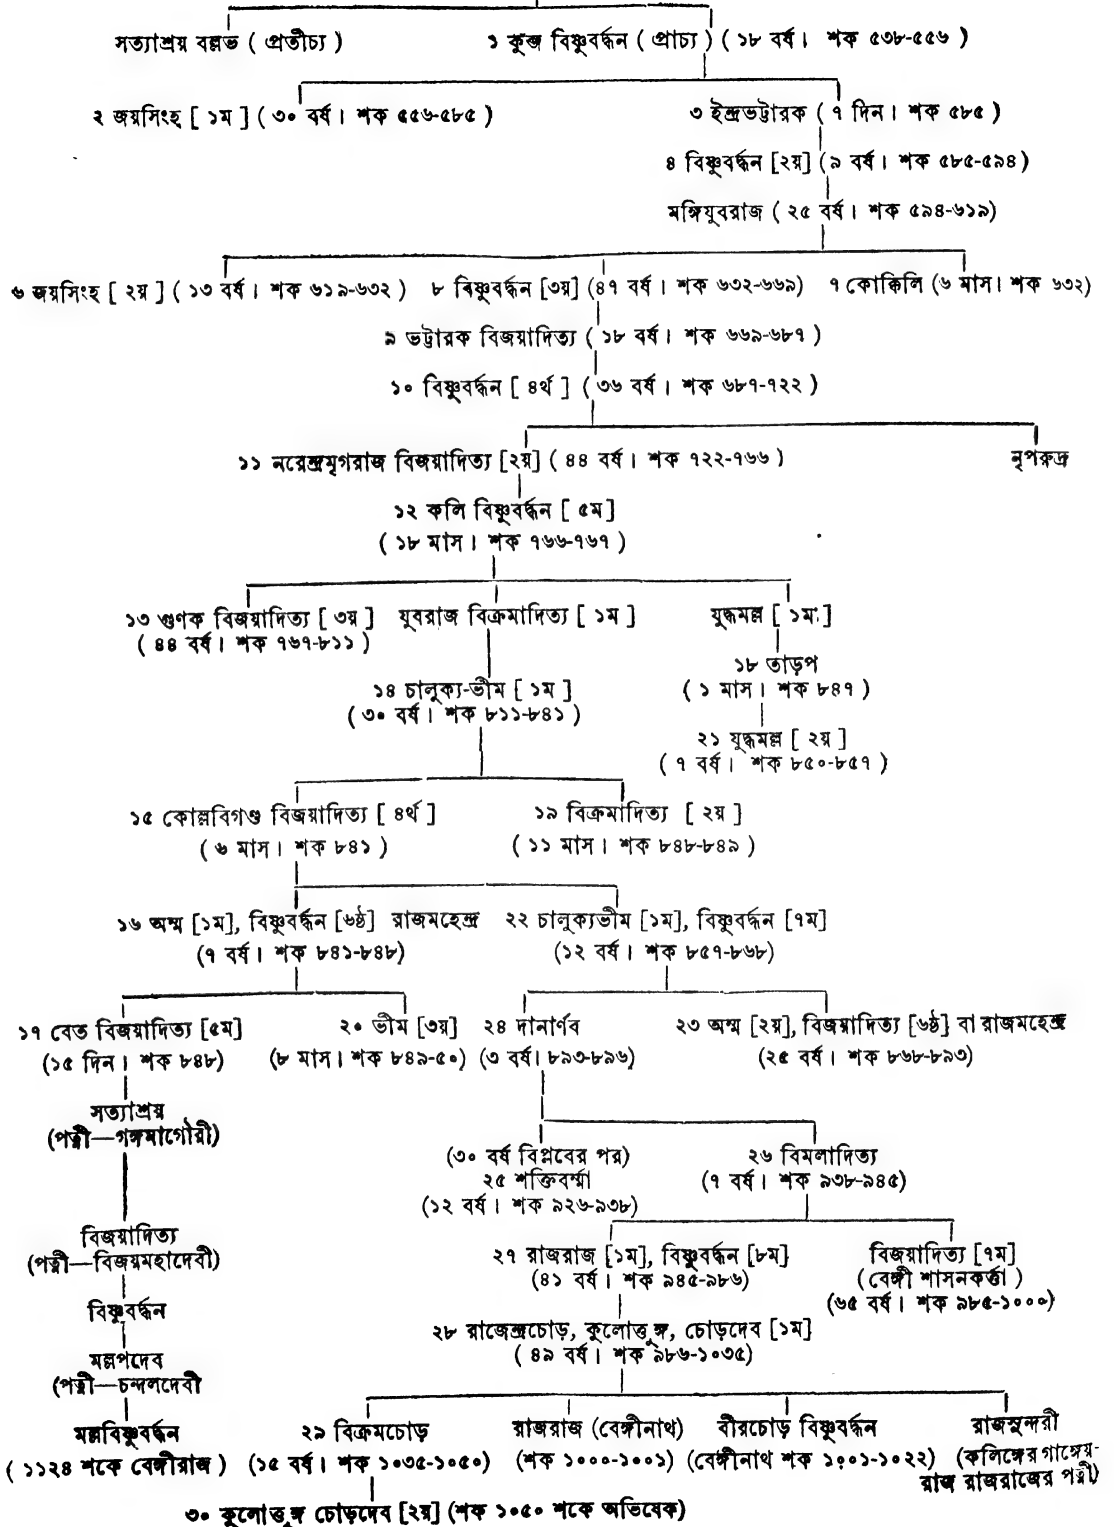 সত্যাশ্রয় বল্লভ ( প্রতীচ্য )    ১ কুব্জ বিষ্ণুবর্দ্ধন ( প্রাচ্য ) ( ১৮ বর্ষ। শক ৫৩৮-৫৫৬ )
২ জয়সিংহ [ ১ম ] ( ৩০ বর্ষ। শক ৫৫৬-৫৮৫ )    ৩ ইন্দ্রভট্টারক ( ৭ দিন। শক ৫৮৫ )
৪ বিষ্ণুবর্দ্ধন [২য়] (৯ বর্ষ। শক ৫৮৫-৫৯৪ )
মঙ্গিযুবরাজ ( ২৫ বর্ষ। শক ৫৯৪-৬১৯)
৬ জয়সিংহ [ ২য় ] ( ১৩ বর্ষ। শক ৬১৯-৬৩২ )    ৮ বিষ্ণুবর্দ্ধন [৩য়] (৪৭ বর্ষ। শক ৬৩২-৬৬৯)    ৭ কোক্কিলি (৬ মাস। শক ৬৩২)
৯ ভট্টারক বিজয়াদিত্য ( ১৮ বর্ষ। শক ৬৬৯-৬৮৭ )
১০ বিষ্ণুবর্দ্ধন [ ৪র্থ ] ( ৩৬ বর্ষ। শক ৬৮৭-৭২২ )
১১ নরেন্দ্রমৃগরাজ বিজয়াদিত্য [২য়] ( ৪৪ বর্ষ। শক ৭২২-৭৬৬ )    নৃপরুদ্র
১২ কলি বিষ্ণুবর্দ্ধন [ ৫ম ]
( ১৮ মাস। শক ৭৬৬-৭৬৭ )
১৩ গুণক বিজয়াদিত্য [ ৩য় ]    যুবরাজ বিক্রমাদিত্য [ ১ম ]    যুদ্ধমল্ল [ ১ম ]
( ৪৪ বর্ষ। শক ৭৬৭-৮১১ )
১৮ তাড়প
১৪ চালুক্য-ভীম [ ১ম ]    ( ১ মাস। শক ৮৪৭ )
( ৩০ বর্ষ। শক ৮১১-৮৪১ )
২১ যুদ্ধমল্ল [ ২য় ]
( ৭ বর্ষ। শক ৮৫০-৮৫৭ )
১৫ কোল্লবিগণ্ড বিজয়াদিত্য [ ৪র্থ ]    ১৯ বিক্রমাদিত্য [ ২য় ]
( ৬ মাস। শক ৮৪১ )    ( ১১ মাস। শক ৮৪৮-৮৪৯ )
১৬ অম্ম [১ম], বিষ্ণুবর্দ্ধন [৬ষ্ঠ] রাজমহেন্দ্র    ২২ চালুক্যভীম [১ম], বিষ্ণুবর্দ্ধন [৭ম]
(৭ বর্ষ। শক ৮৪১-৮৪৮)    (১২ বর্ষ। শক ৮৫৭-৮৬৮)
১৭ বেত বিজয়াদিত্য [৫ম]    ২০ ভীম [৩য়]    ২৪ দানার্ণব    ২৩ অম্ম [২য়], বিজয়াদিত্য [৬ষ্ঠ] বা রাজমহেন্দ্র
(১৫ দিন। শক ৮৪৮)    (৮ মাস। শক ৮৪৯-৫০)    (৩ বর্ষ। ৮৯৩-৮৯৬)    (২৫ বর্ষ। শক ৮৬৮-৮৯৩)
সত্যাশ্রয়
(পত্নী—গঙ্গমাগৌরী)
(৩০ বর্ষ বিপ্লবের পর)    ২৬ বিমলাদিত্য
২৫ শক্তিবর্ম্মা    (৭ বর্ষ। শক ৯৩৮-৯৪৫)
(১২ বর্ষ। শক ৯২৬-৯৩৮)
বিজয়াদিত্য
(পত্নী—বিজয়মহাদেবী)
২৭ রাজরাজ [১ম], বিষ্ণুবর্দ্ধন [৮ম]    বিজয়াদিত্য [৭ম]
(৪১ বর্ষ। শক ৯৪৫-৯৮৬)    (বেঙ্গী শাসনকর্ত্তা )
(৬৫ বর্ষ। শক ৯৮৫-১০০০)
বিষ্ণুবর্দ্ধন
২৮ রাজেন্দ্রচোড়, কুলোত্তুঙ্গ, চোড়দেব [১ম]
( ৪৯ বর্ষ। শক ৯৮৬-১০৩৫)
মল্লপদেব
(পত্নী—চন্দলদেবী
মল্লবিষ্ণুবর্দ্ধন    ২৯ বিক্রমচোড়    রাজরাজ (বেঙ্গীনাথ)    বীরচোড় বিষ্ণুবর্দ্ধন    রাজসুন্দরী
( ১১২৪ শকে বেঙ্গীরাজ )    (১৫ বর্ষ। শক ১০৩৫-১০৫০)    (শক ১০০০-১০০১)    (বেঙ্গীনাথ শক ১০০১-১০২২)    (কলিঙ্গের গাঙ্গেয়-
রাজ রাজরাজের পত্নী)
৩০ কুলোত্তুঙ্গ চোড়দেব [২য়] (শক ১০৫০ শকে অভিষেক)